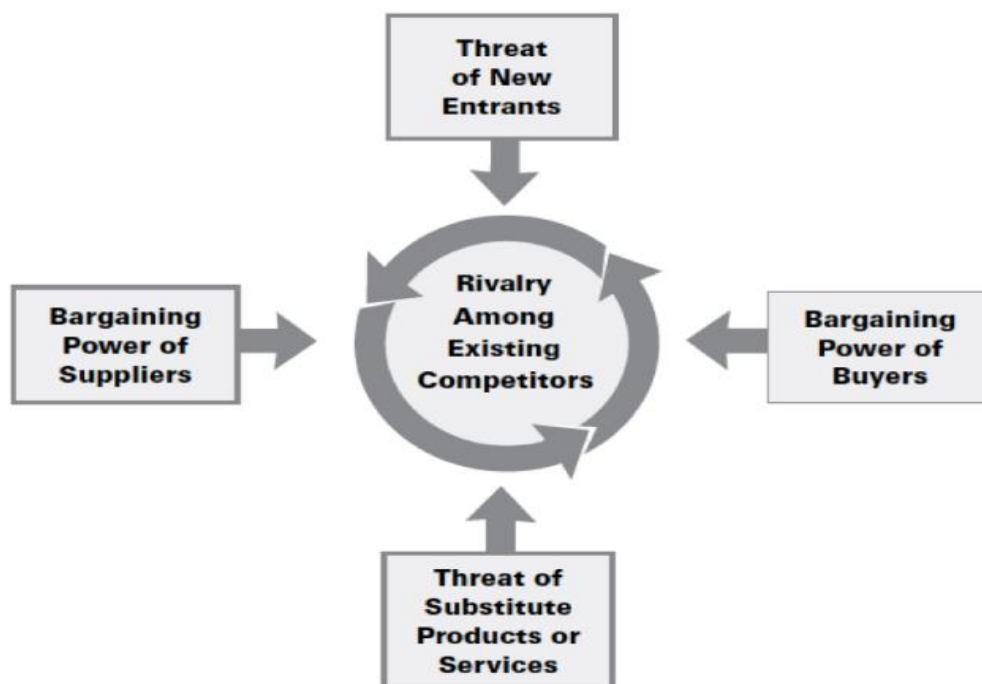 Threat
of New
Entrants
Rivalry
Among
Existing
Competitors
Bargaining
Power of
Suppliers
Bargaining
Power of
Buyers
Threat of
Substitute
Products or
Services